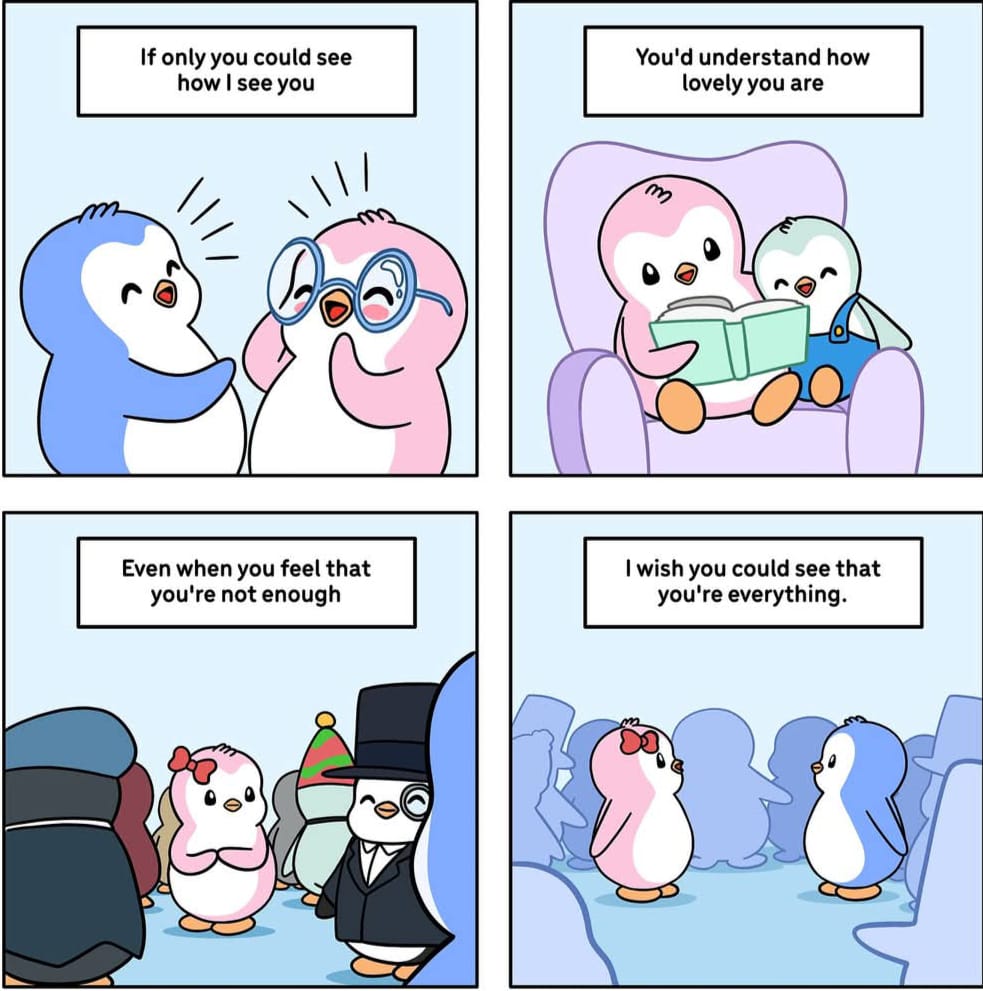 If only you could see
how I see you
You'd understand how
lovely you are
Even when you feel that
you're not enough
I wish you could see that
you're everything.